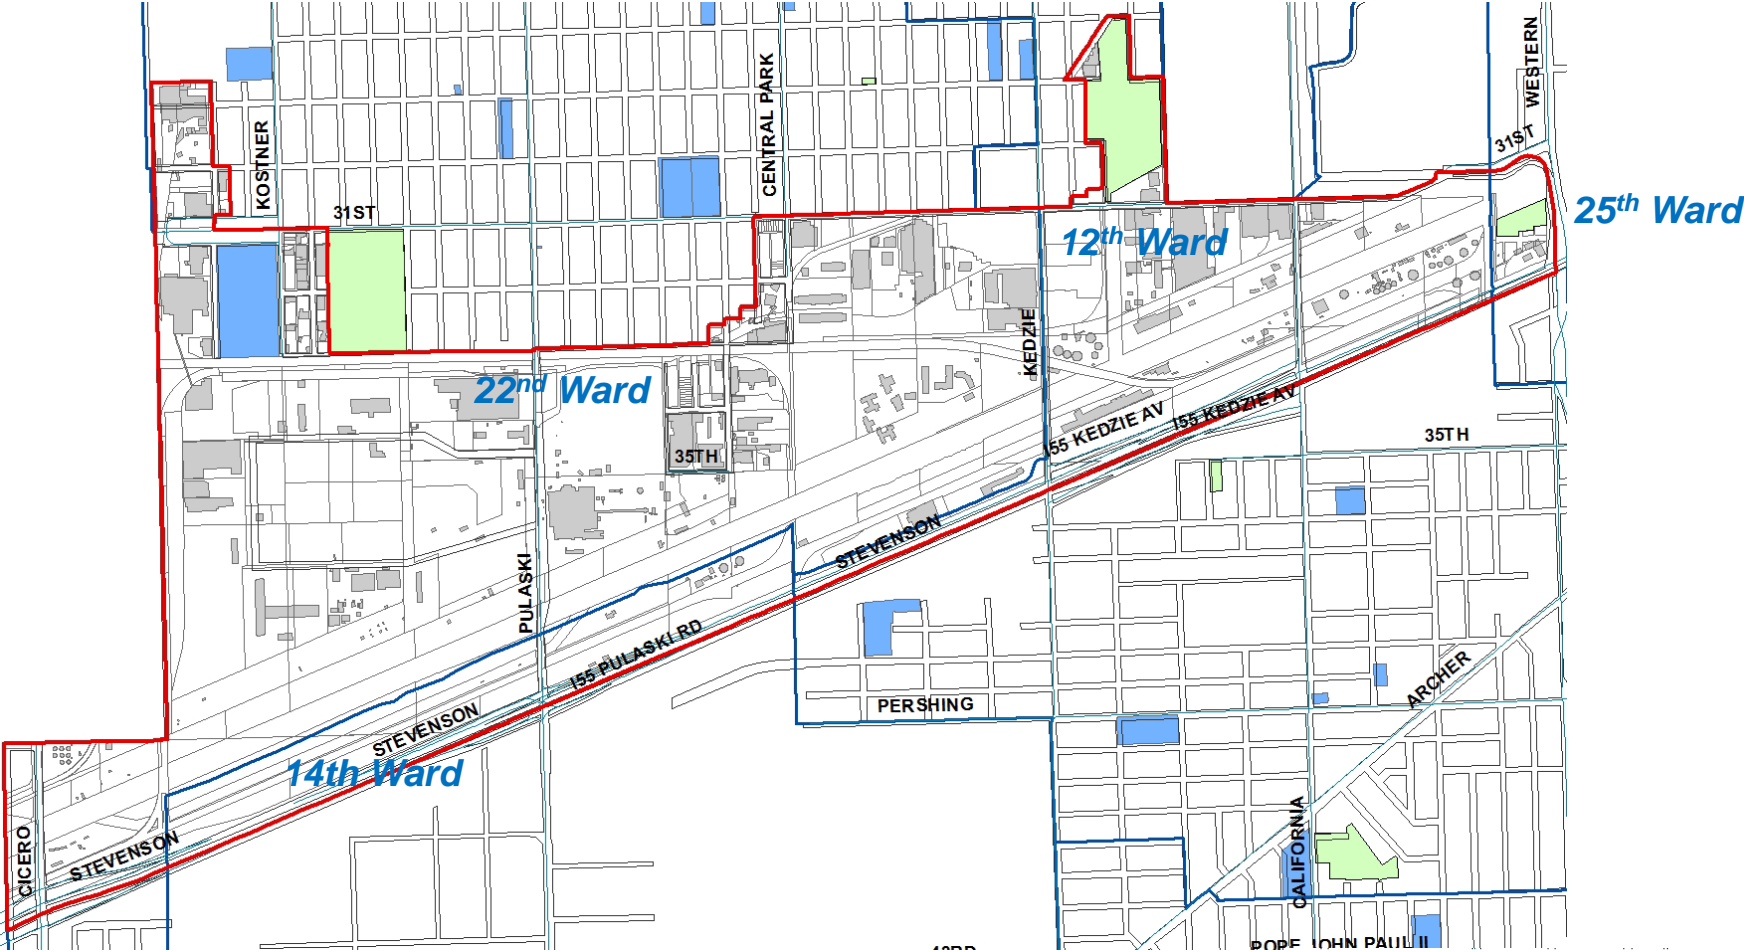 WESTERN
CENTRAL PARK
KOSTNER
31ST
31ST
25th Ward
12th Ward
KEDZIE
22nd Ward
I55 KEDZIE AV
I55 KEDZIE AV
35TH
35TH
STEVENSON
PULASKI
I55 PULASKI RD
ARCHER
PERSHING
STEVENSON
14th Ward
CALIFORNIA
CICERO
STEVENSON
POPE JOHN PAUL II